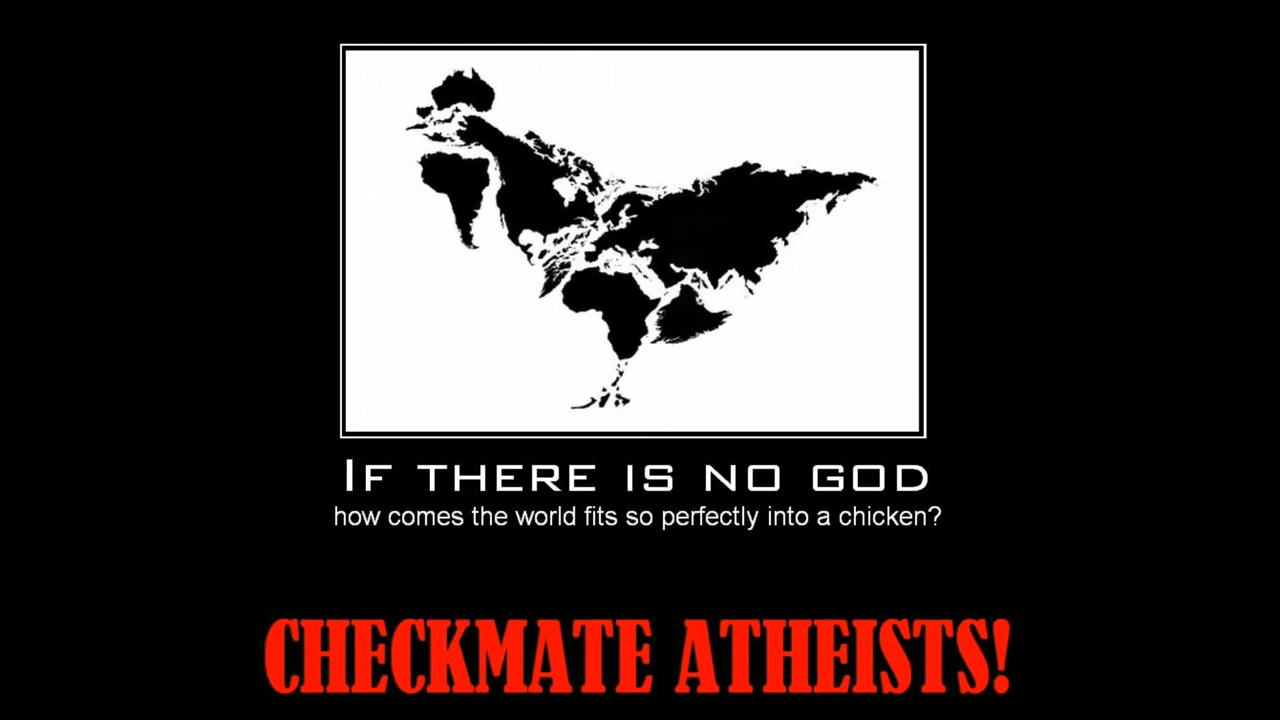 IF THERE IS NO GOD
how comes the world fits so perfectly into a chicken?
CHECKMATE ATHEISTS!